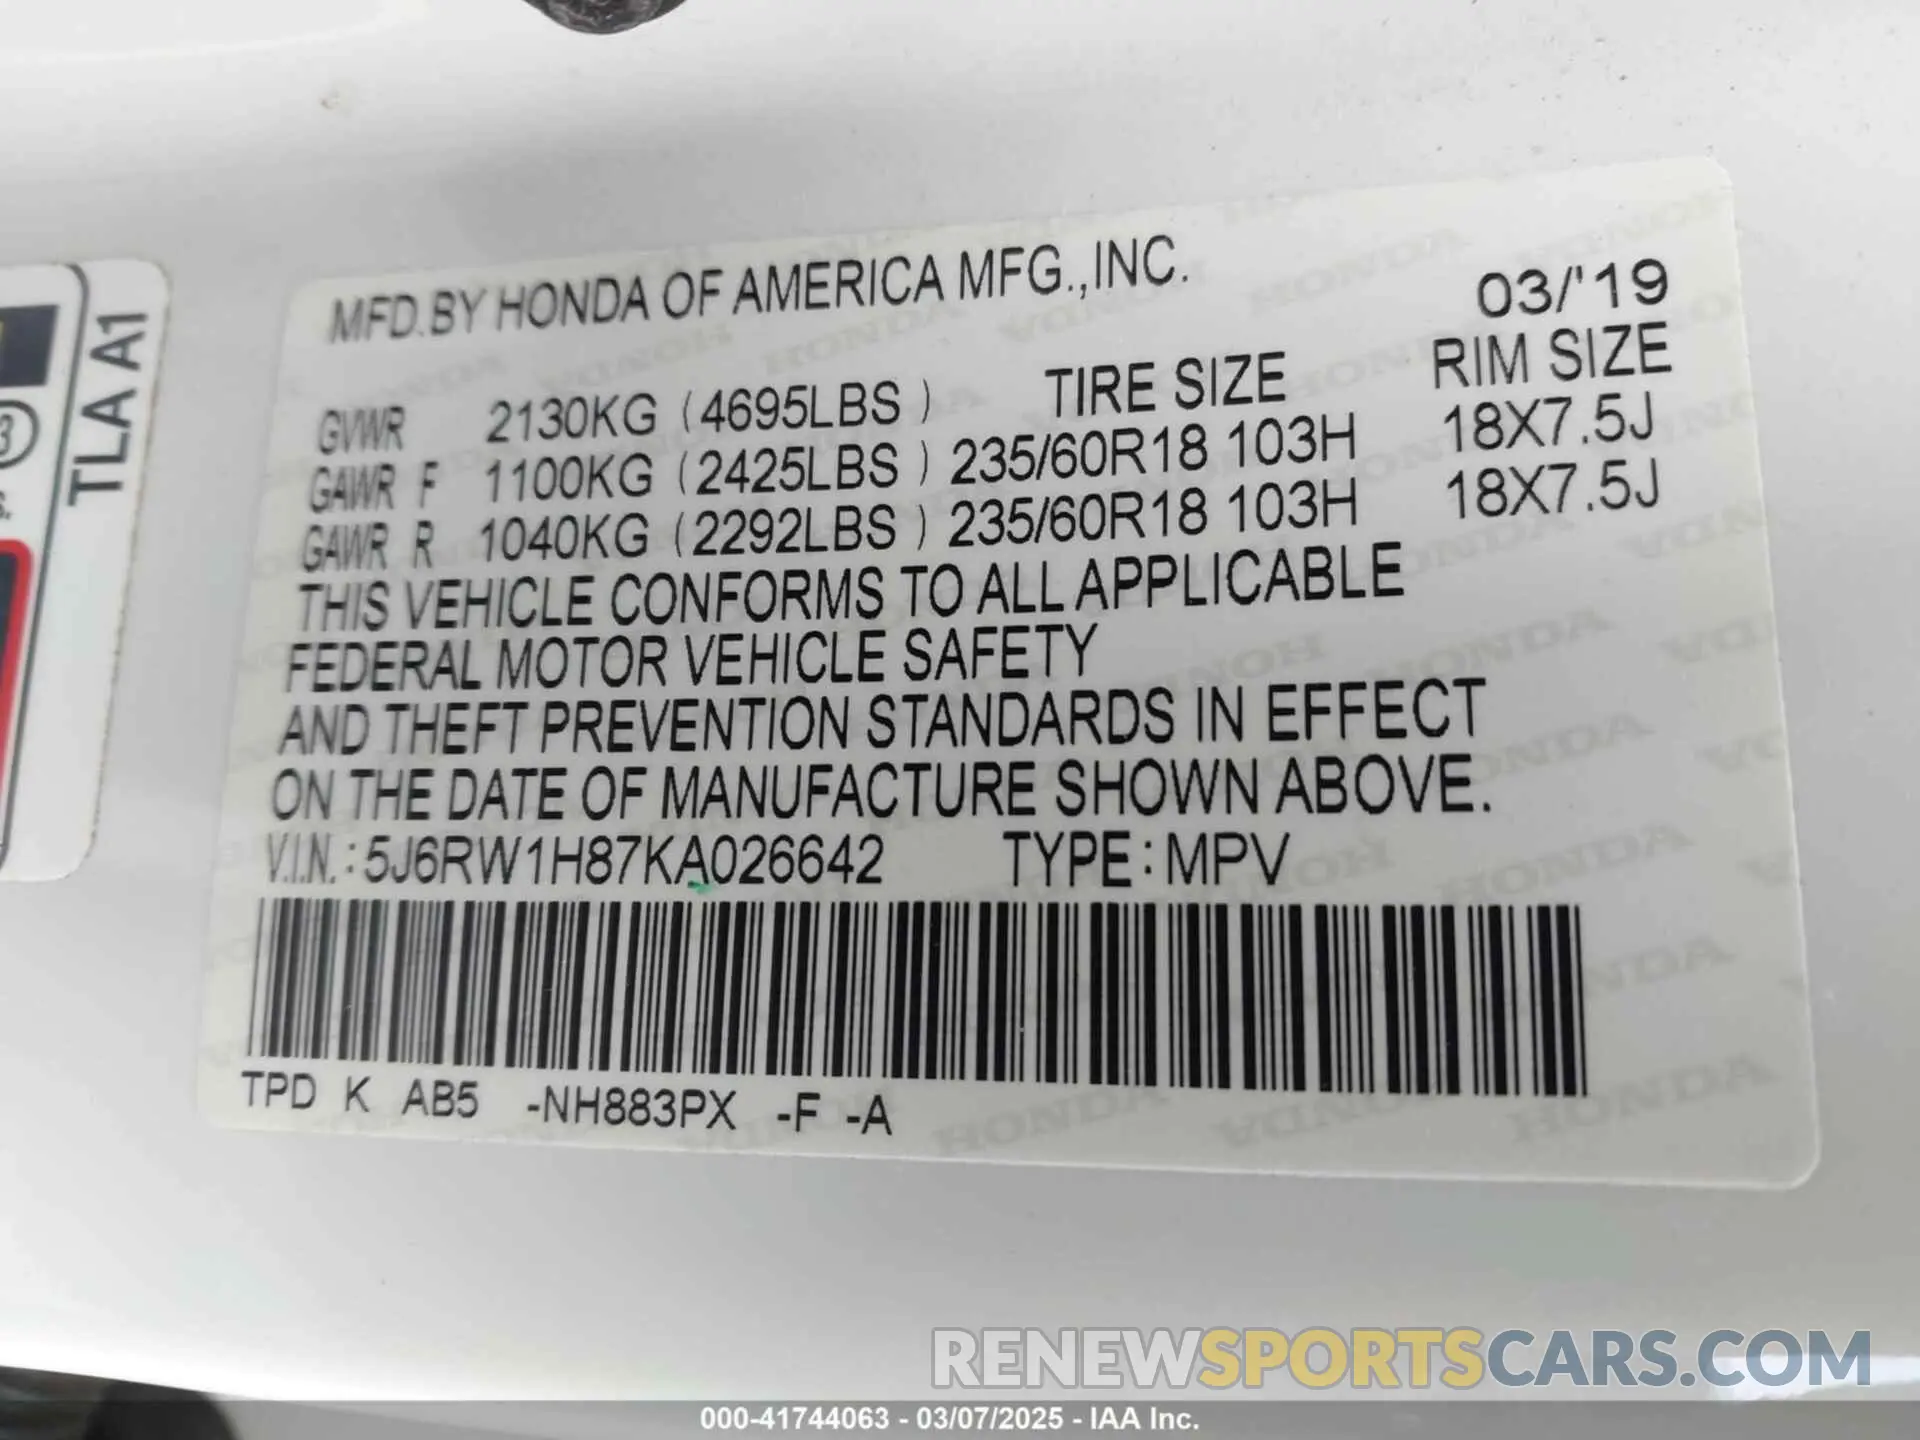 MFD.BY HONDA OF AMERICA MFG.,INC. 03/'19
TIRE SIZE RIM SIZE
GVWR 2130KG (4695LBS)
GAWR F 1100KG (2425LBS) 235/60R18 103H 18X7.5J
GAWR R 1040KG (2292LBS) 235/60R18 103H 18X7.5J
THIS VEHICLE CONFORMS TO ALL APPLICABLE
FEDERAL MOTOR VEHICLE SAFETY
AND THEFT PREVENTION STANDARDS IN EFFECT
ON THE DATE OF MANUFACTURE SHOWN ABOVE.
V.I.N.: 5J6RW1H87KA026642 TYPE: MPV
TPD K AB5 -NH883PX -F -A
TLA A1
3
RENEWSPORTSCARS.COM
000-41744063 - 03/07/2025 - IAA Inc.